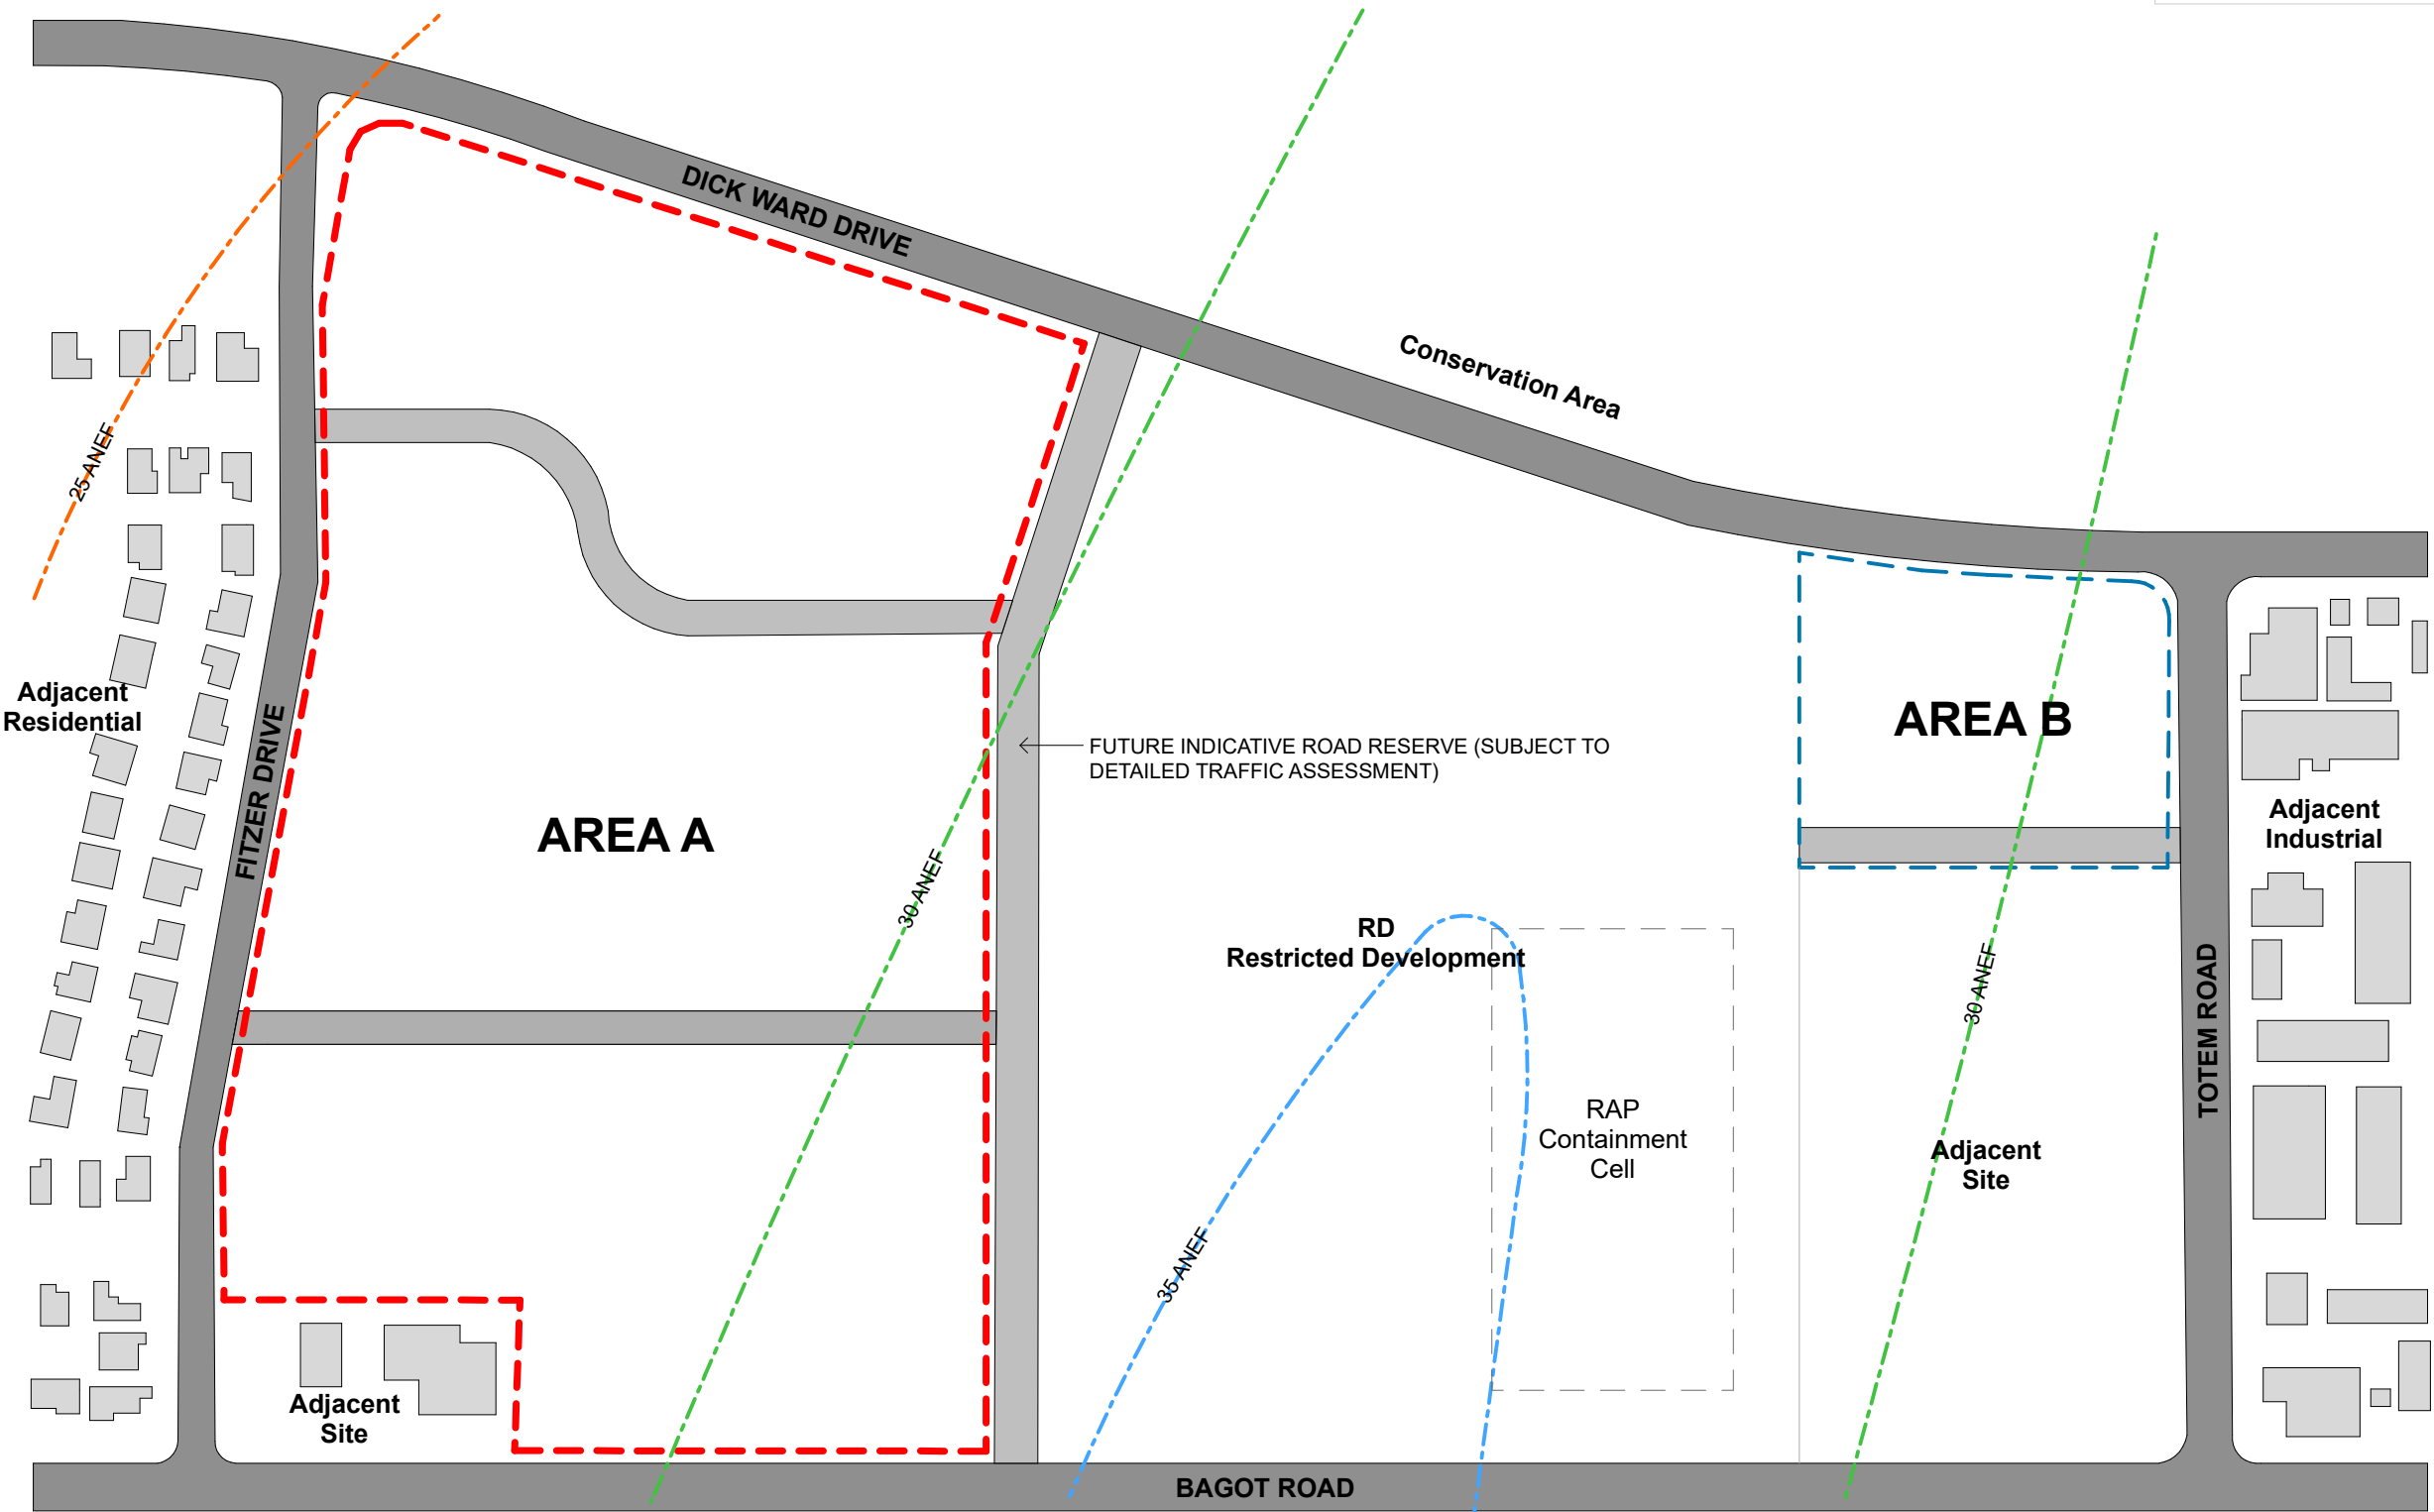 DICK WARD DRIVE
Conservation Area
25 ANEF
Adjacent
Residential
FITZER DRIVE
AREA A
FUTURE INDICATIVE ROAD RESERVE (SUBJECT TO
DETAILED TRAFFIC ASSESSMENT)
AREA B
Adjacent
Industrial
30 ANEF
RD
Restricted Development
30 ANEF
TOTEM ROAD
RAP
Containment
Cell
Adjacent
Site
35 ANEF
Adjacent
Site
BAGOT ROAD